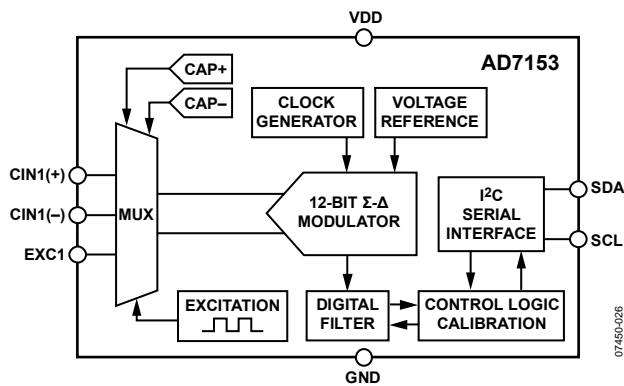 VDD
AD7153
CAP+
CAP–
CLOCK
GENERATOR
VOLTAGE
REFERENCE
CIN1(+)
CIN1(–)
EXC1
MUX
12-BIT Σ-Δ
MODULATOR
I²C
SERIAL
INTERFACE
SDA
SCL
EXCITATION
DIGITAL
FILTER
CONTROL LOGIC
CALIBRATION
GND
07450-026